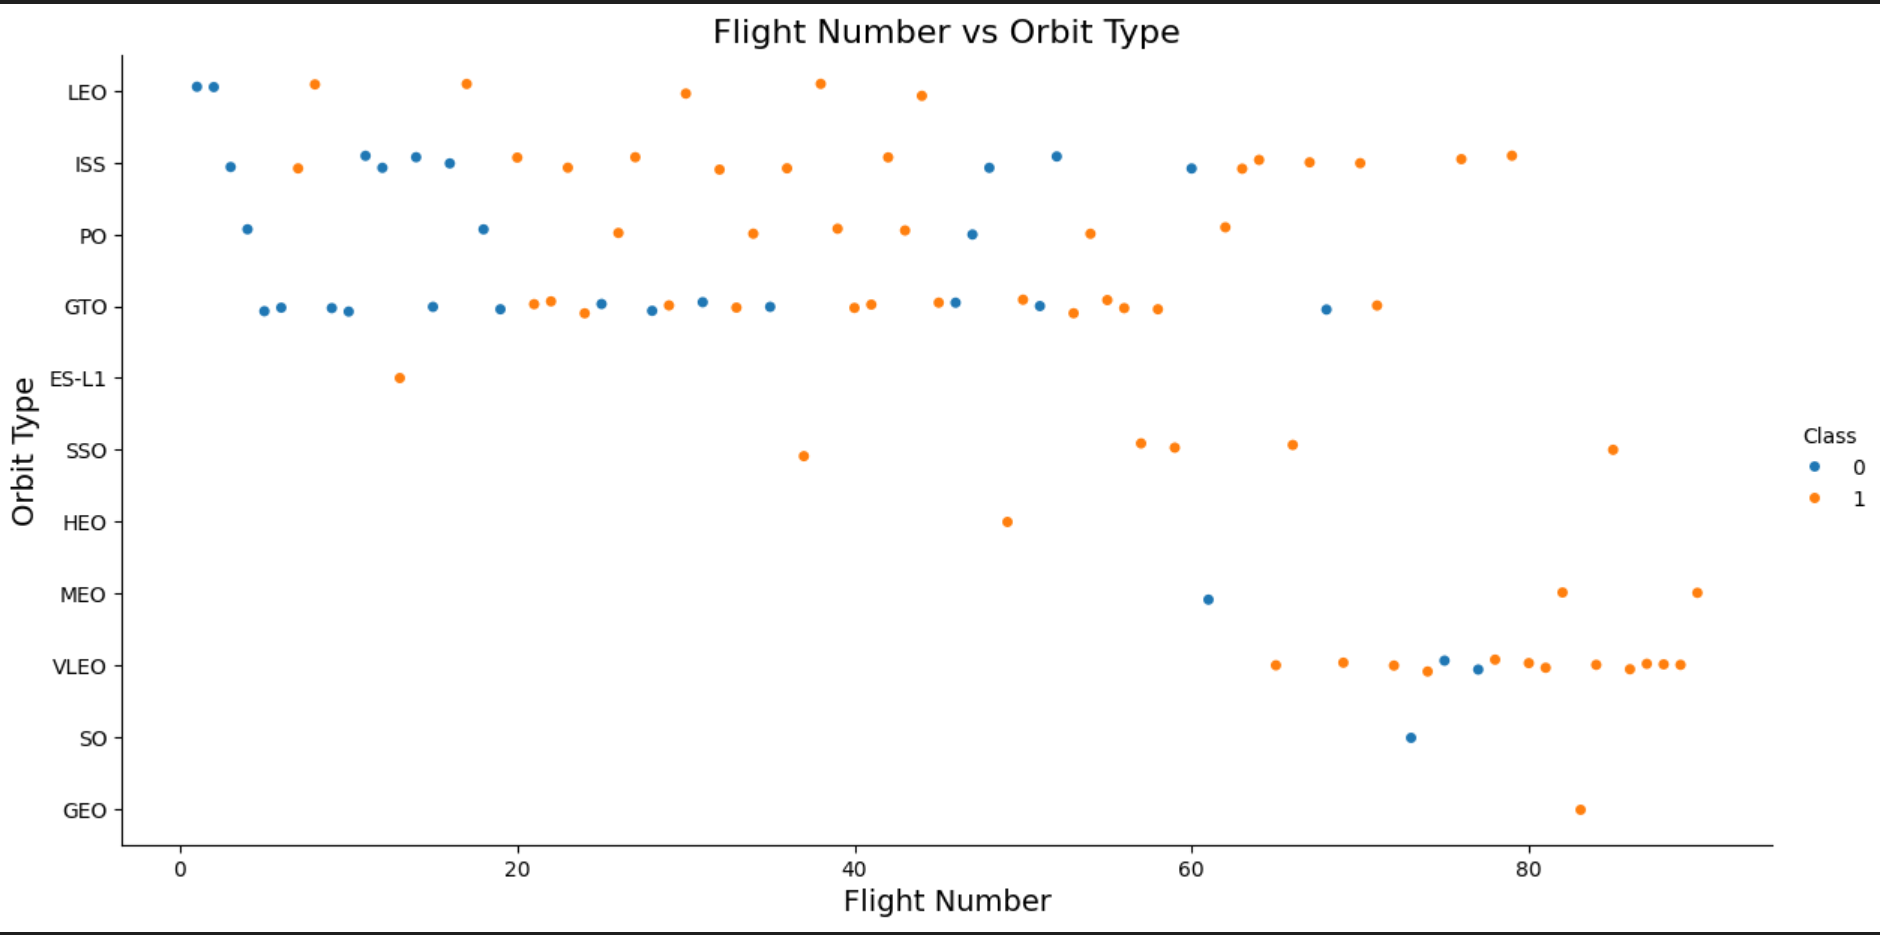 Flight Number vs Orbit Type
LEO
ISS
PO
GTO
ES-L1
SSO
HEO
MEO
VLEO
SO
GEO
Orbit Type
0 20 40 60 80
Flight Number
Class
0
1